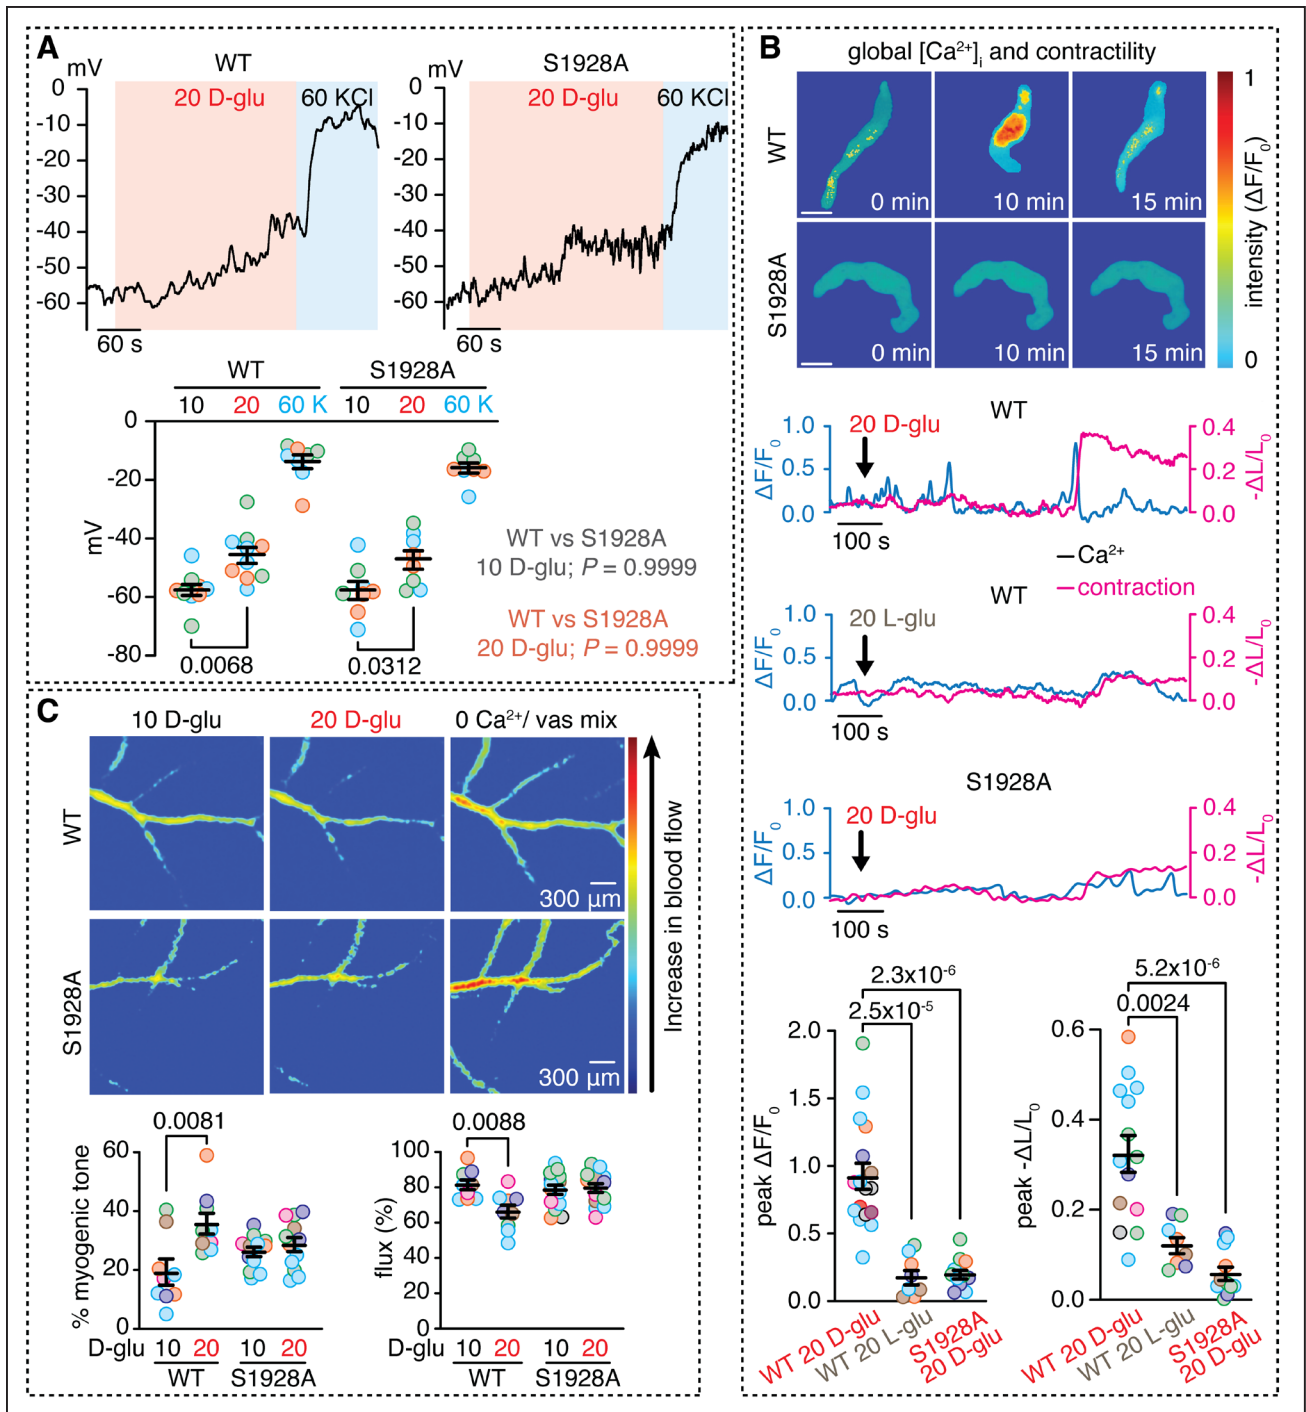 A
WT
S1928A
mV
mV
20 D-glu
60 KCl
20 D-glu
60 KCl
0
-10
-20
-30
-40
-50
-60
0
-10
-20
-30
-40
-50
-60
60 s
60 s
WT
S1928A
10
20
60 K
10
20
60 K
0
-20
-40
-60
-80
mV
0.0068
0.0312
WT vs S1928A
10 D-glu; P = 0.9999
WT vs S1928A
20 D-glu; P = 0.9999
B
global [Ca²⁺]ᵢ and contractility
WT
0 min
10 min
15 min
S1928A
0 min
10 min
15 min
1
0
intensity (ΔF/F₀)
WT
20 D-glu
1.0
0.5
0.0
ΔF/F₀
0.4
0.2
0.0
-ΔL/L₀
100 s
Ca²⁺
contraction
WT
20 L-glu
1.0
0.5
0.0
ΔF/F₀
0.4
0.2
0.0
-ΔL/L₀
100 s
S1928A
20 D-glu
1.0
0.5
0.0
ΔF/F₀
0.4
0.2
0.0
-ΔL/L₀
100 s
2.3x10⁻⁶
2.5x10⁻⁵
2.0
1.5
1.0
0.5
0.0
peak ΔF/F₀
WT 20 D-glu
WT 20 L-glu
S1928A
20 D-glu
5.2x10⁻⁶
0.0024
0.6
0.4
0.2
0.0
peak -ΔL/L₀
WT 20 D-glu
WT 20 L-glu
S1928A
20 D-glu
C
10 D-glu
20 D-glu
0 Ca²⁺/ vas mix
WT
300 µm
S1928A
300 µm
Increase in blood flow
0.0081
60
40
20
0
% myogenic tone
D-glu
10
20
10
20
WT
S1928A
0.0088
100
80
60
40
20
0
flux (%)
D-glu
10
20
10
20
WT
S1928A